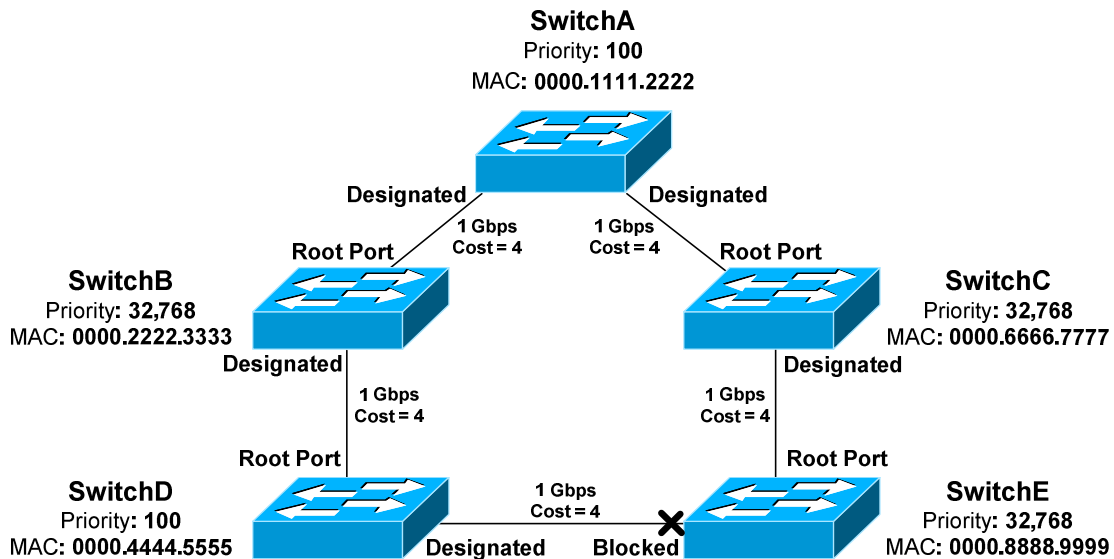 SwitchA
Priority: 100
MAC: 0000.1111.2222
Designated
Designated
1 Gbps
Cost = 4
1 Gbps
Cost = 4
Root Port
Root Port
SwitchB
Priority: 32,768
MAC: 0000.2222.3333
SwitchC
Priority: 32,768
MAC: 0000.6666.7777
Designated
Designated
1 Gbps
Cost = 4
1 Gbps
Cost = 4
Root Port
Root Port
SwitchD
Priority: 100
MAC: 0000.4444.5555
1 Gbps
Cost = 4
SwitchE
Priority: 32,768
MAC: 0000.8888.9999
Designated
Blocked